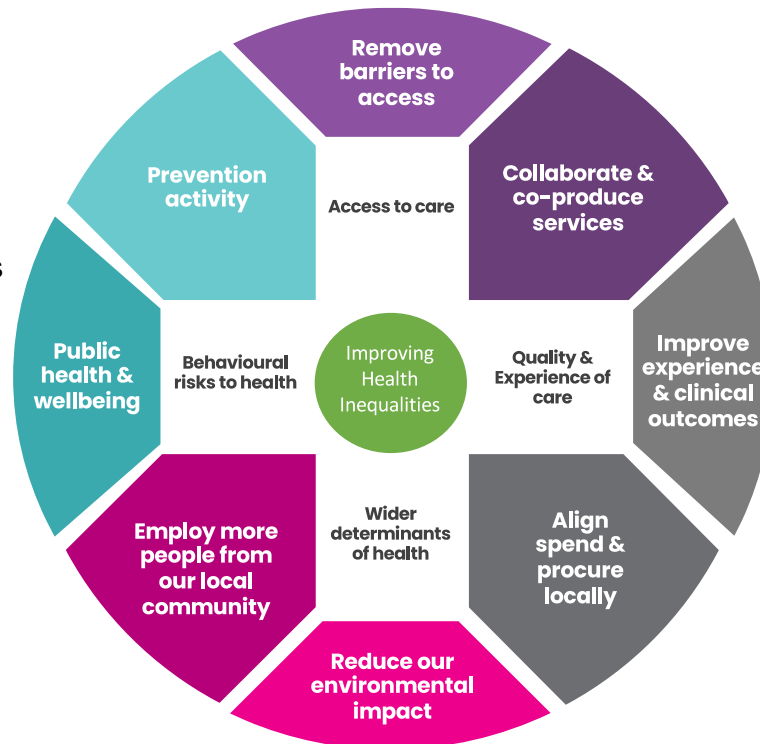 Remove
barriers to
access
Collaborate &
co-produce
services
Improve
experience
& clinical
outcomes
Align
spend &
procure
locally
Reduce our
environmental
impact
Employ more
people from
our local
community
Public
health &
wellbeing
Prevention
activity
Access to care
Quality &
Experience of
care
Wider
determinants
of health
Behavioural
risks to health
Improving
Health
Inequalities
s